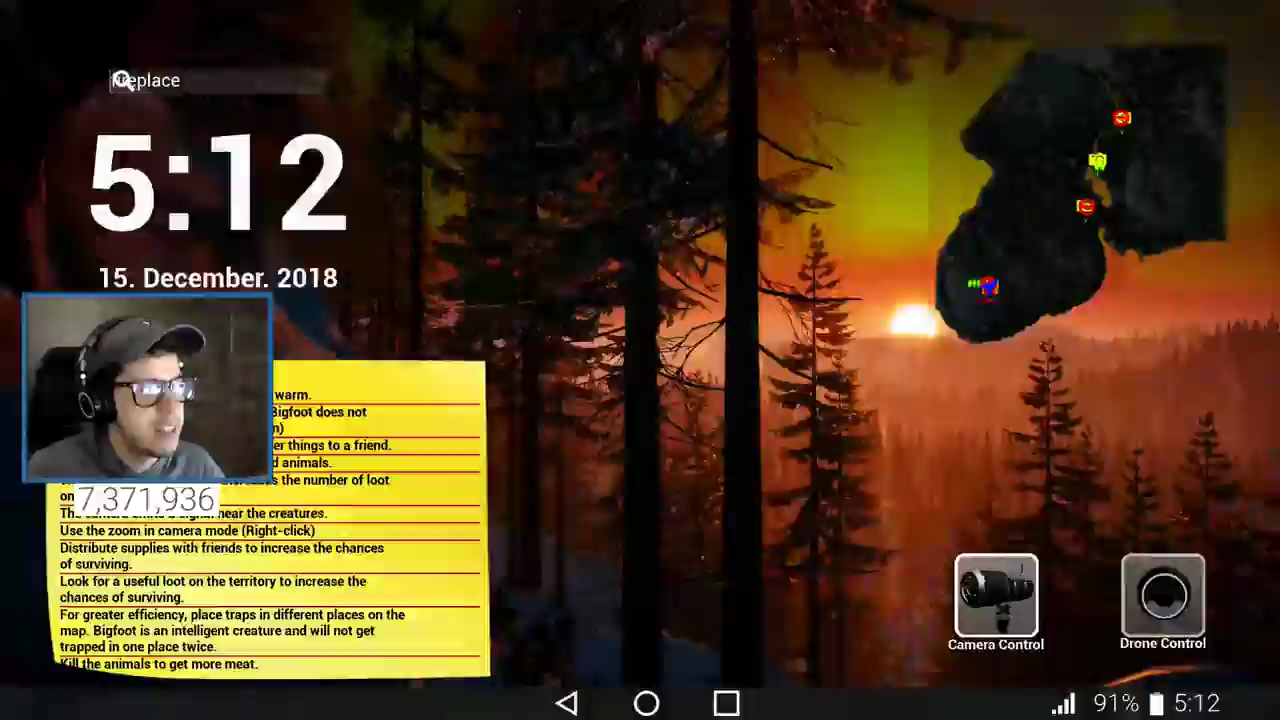 replace
5:12
15. December. 2018
warm.
Bigfoot does not
er things to a friend.
d animals.
s the number of loot
on
7,371,936
near the creatures.
Use the zoom in camera mode (Right-click)
Distribute supplies with friends to increase the chances
of surviving.
Look for a useful loot on the territory to increase the
chances of surviving.
For greater efficiency, place traps in different places on the
map. Bigfoot is an intelligent creature and will not get
trapped in one place twice.
Kill the animals to get more meat.
Camera Control
Drone Control
91%
5:12